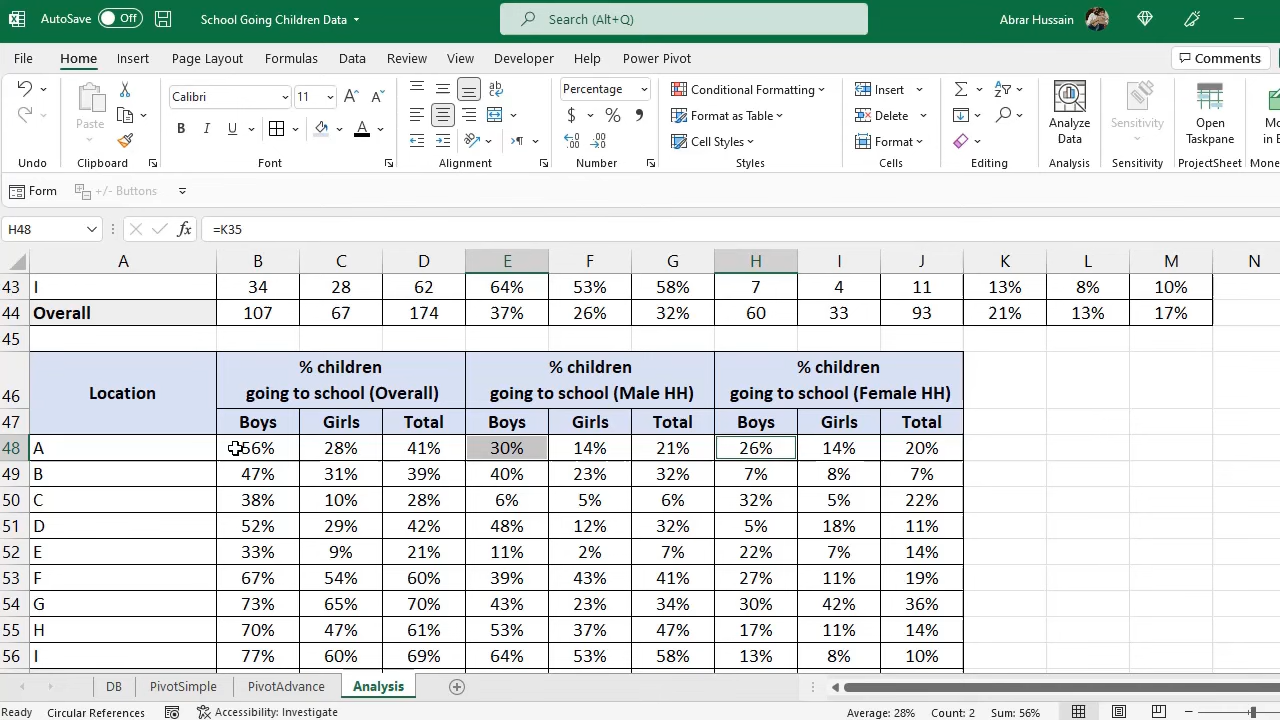 AutoSave Off School Going Children Data Search (Alt+Q) Abrar Hussain
File Home Insert Page Layout Formulas Data Review View Developer Help Power Pivot Comments
Undo
Paste
Clipboard
Calibri 11
B I U A
Font
Alignment
Percentage
$ % ,
Number
Conditional Formatting
Format as Table
Cell Styles
Styles
Insert
Delete
Format
Cells
Editing
Analyze
Data
Analysis
Sensitivity
Sensitivity
Open
Taskpane
ProjectSheet
Form +/- Buttons
H48 fx =K35
A B C D E F G H I J K L M N
43 I 34 28 62 64% 53% 58% 7 4 11 13% 8% 10%
44 Overall 107 67 174 37% 26% 32% 60 33 93 21% 13% 17%
45
46 Location % children going to school (Overall) % children going to school (Male HH) % children going to school (Female HH)
47 Boys Girls Total Boys Girls Total Boys Girls Total
48 A 56% 28% 41% 30% 14% 21% 26% 14% 20%
49 B 47% 31% 39% 40% 23% 32% 7% 8% 7%
50 C 38% 10% 28% 6% 5% 6% 32% 5% 22%
51 D 52% 29% 42% 48% 12% 32% 5% 18% 11%
52 E 33% 9% 21% 11% 2% 7% 22% 7% 14%
53 F 67% 54% 60% 39% 43% 41% 27% 11% 19%
54 G 73% 65% 70% 43% 23% 34% 30% 42% 36%
55 H 70% 47% 61% 53% 37% 47% 17% 11% 14%
56 I 77% 60% 69% 64% 53% 58% 13% 8% 10%
DB PivotSimple PivotAdvance Analysis
Ready Circular References Accessibility: Investigate Average: 28% Count: 2 Sum: 56%